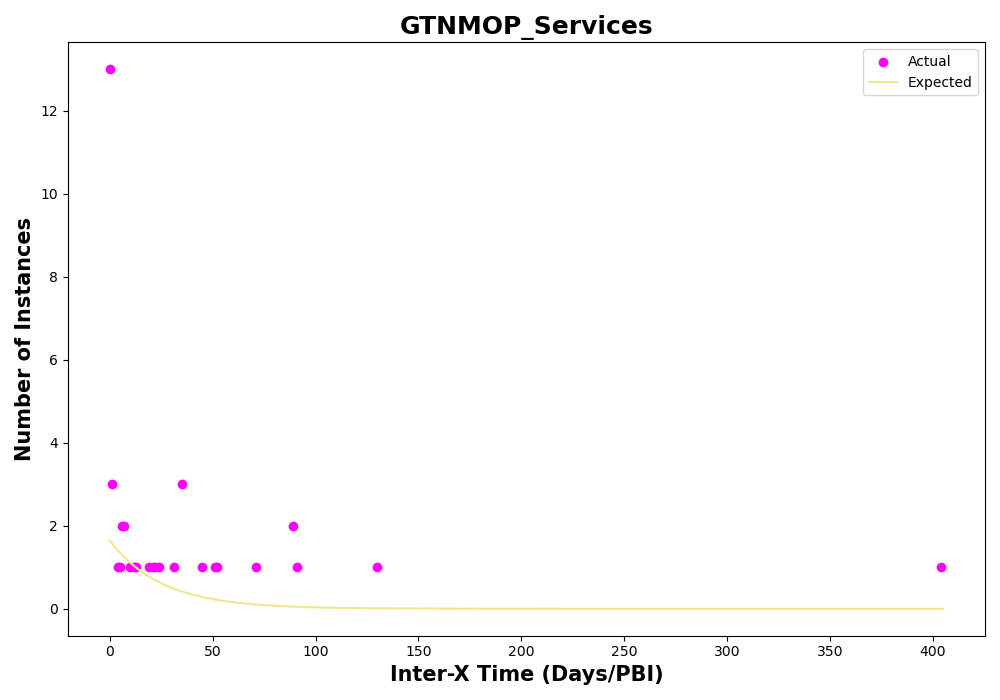 GTNMOP_Services
Actual
Expected
Number of Instances
12
10
8
6
4
2
0
0 50 100 150 200 250 300 350 400
Inter-X Time (Days/PBI)